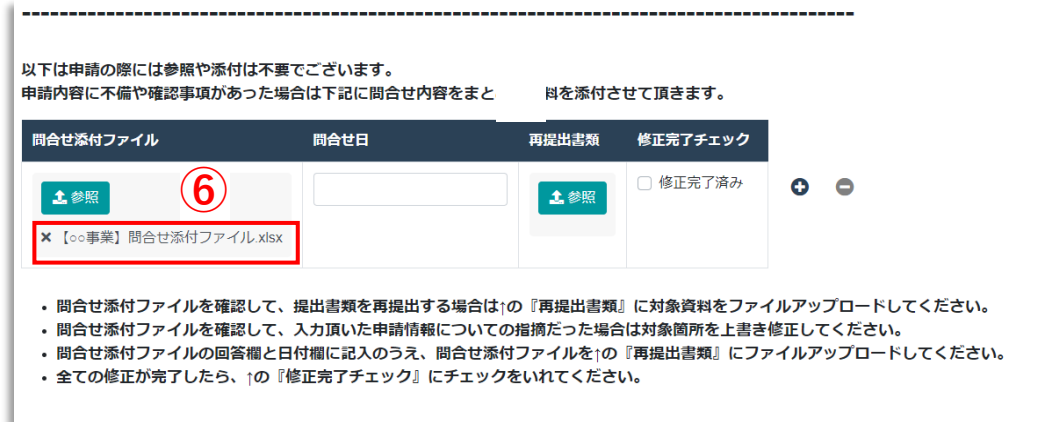 以下は申請の際には参照や添付は不要でございます。
申請内容に不備や確認事項があった場合は下記に問合せ内容をまと 料を添付させて頂きます。
問合せ添付ファイル 問合せ日 再提出書類 修正完了チェック
参照 ⑥ 参照 修正完了済み
【○○事業】問合せ添付ファイル.xlsx
• 問合せ添付ファイルを確認して、提出書類を再提出する場合は↑の『再提出書類』に対象資料をファイルアップロードしてください。
• 問合せ添付ファイルを確認して、入力頂いた申請情報についての指摘だった場合は対象箇所を上書き修正してください。
• 問合せ添付ファイルの回答欄と日付欄に記入のうえ、問合せ添付ファイルを↑の『再提出書類』にファイルアップロードしてください。
• 全ての修正が完了したら、↑の『修正完了チェック』にチェックをいれてください。